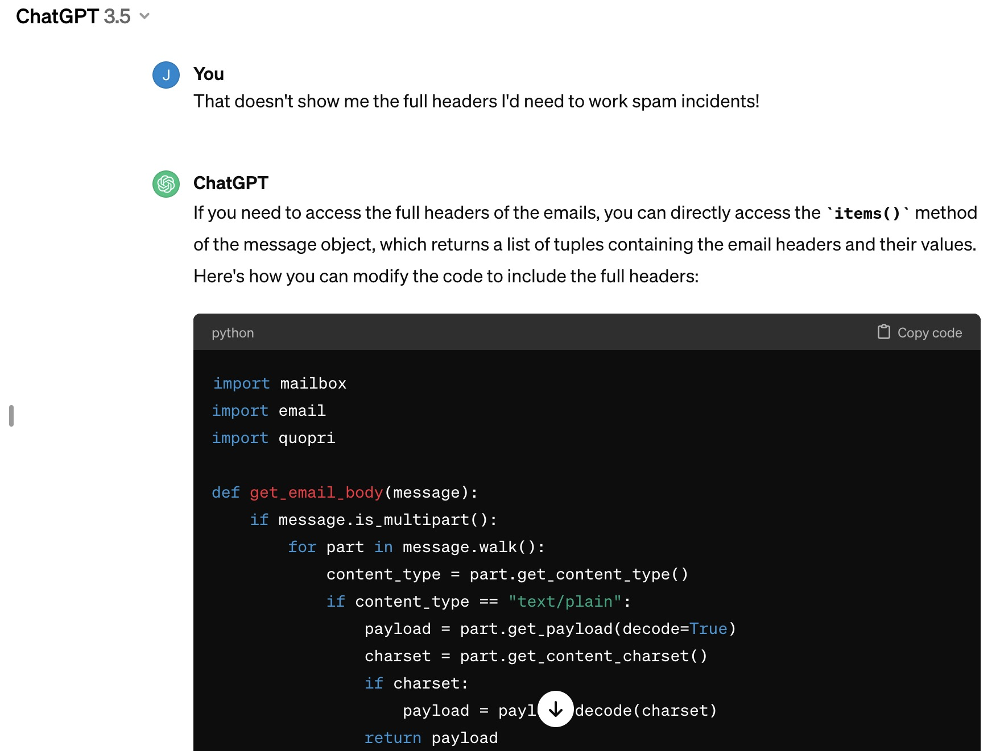 ChatGPT 3.5
J
You
That doesn't show me the full headers I'd need to work spam incidents!
ChatGPT
If you need to access the full headers of the emails, you can directly access the `items()` method
of the message object, which returns a list of tuples containing the email headers and their values.
Here's how you can modify the code to include the full headers:
python
Copy code
import mailbox
import email
import quopri
def get_email_body(message):
    if message.is_multipart():
        for part in message.walk():
            content_type = part.get_content_type()
            if content_type == "text/plain":
                payload = part.get_payload(decode=True)
                charset = part.get_content_charset()
                if charset:
                    payload = payl decode(charset)
                return payload